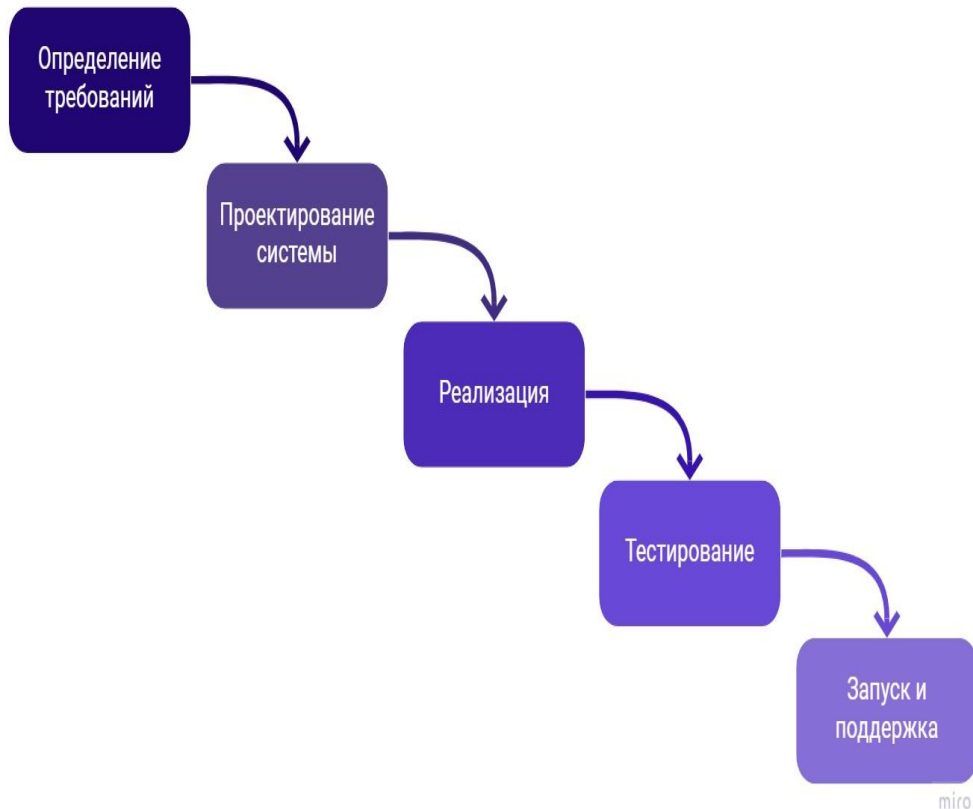 Определение
требований
Проектирование
системы
Реализация
Тестирование
Запуск и
поддержка
miro